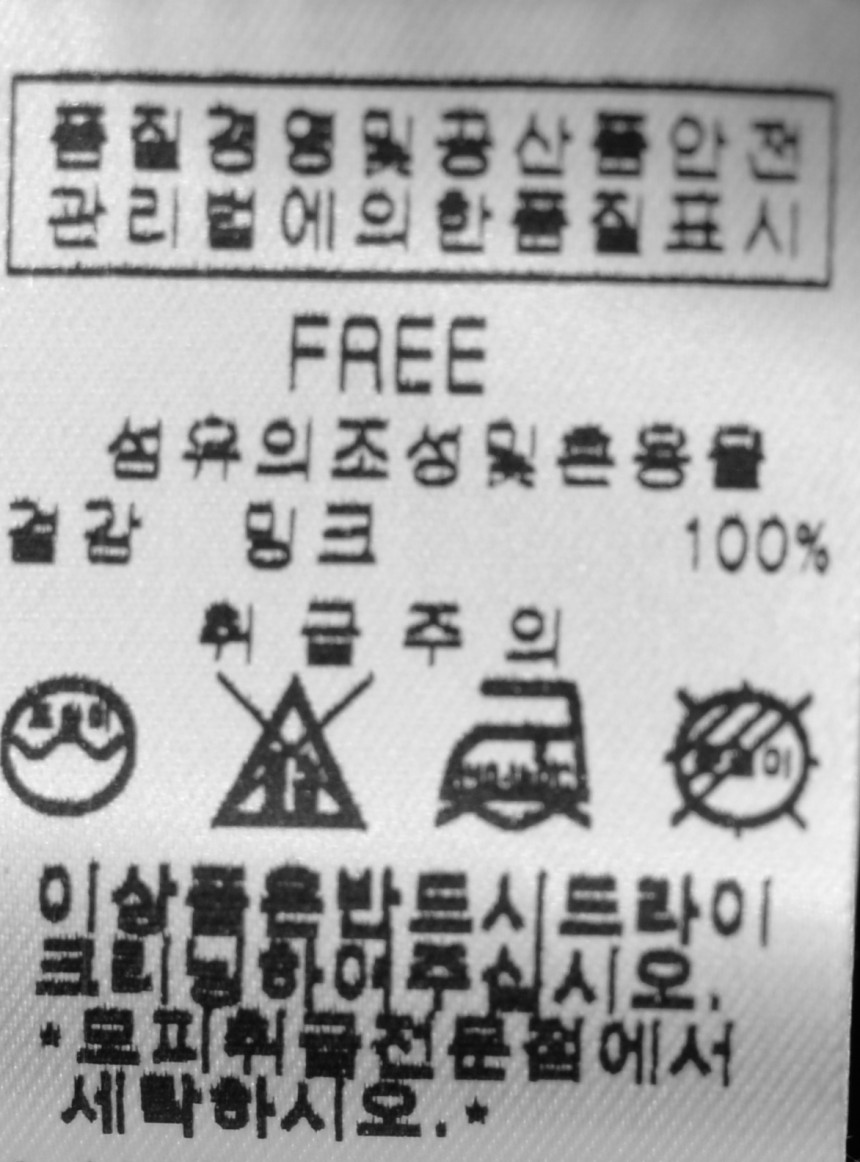 품질경영및공산품안전
관리법에의한품질표시
FREE
섬유의조성및혼용율
겉감 밍크 100%
취급주의
드라이
이상품은반드시드라이
크리닝하여주십시오.
*모피취급전문점에서
세탁하시오.*